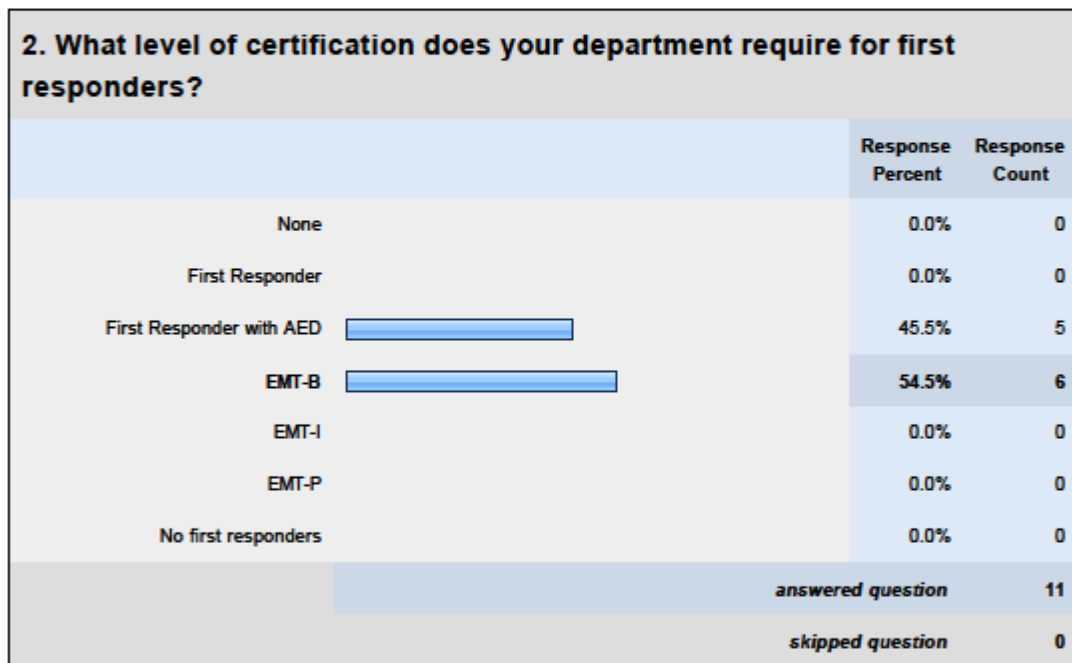 2. What level of certification does your department require for first
responders?
Response Percent Response Count
None 0.0% 0
First Responder 0.0% 0
First Responder with AED 45.5% 5
EMT-B 54.5% 6
EMT-I 0.0% 0
EMT-P 0.0% 0
No first responders 0.0% 0
answered question 11
skipped question 0